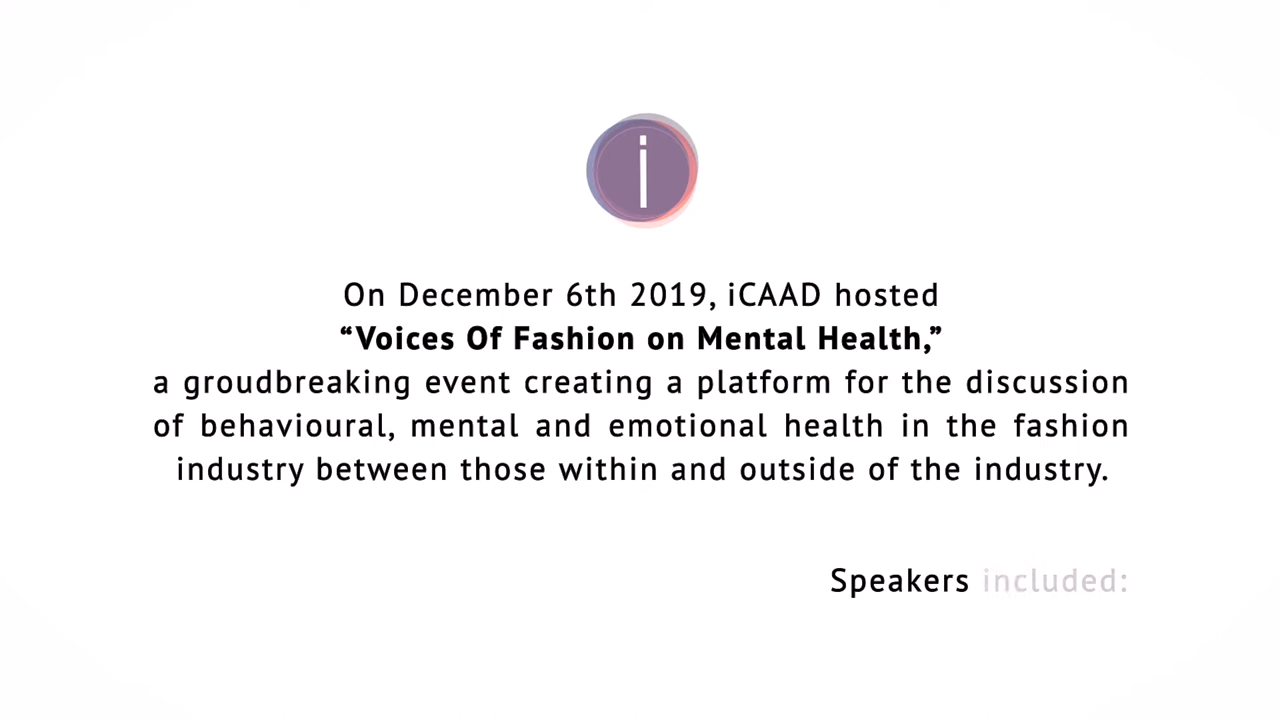 i
On December 6th 2019, iCAAD hosted
“Voices Of Fashion on Mental Health,”
a groudbreaking event creating a platform for the discussion
of behavioural, mental and emotional health in the fashion
industry between those within and outside of the industry.
Speakers included: